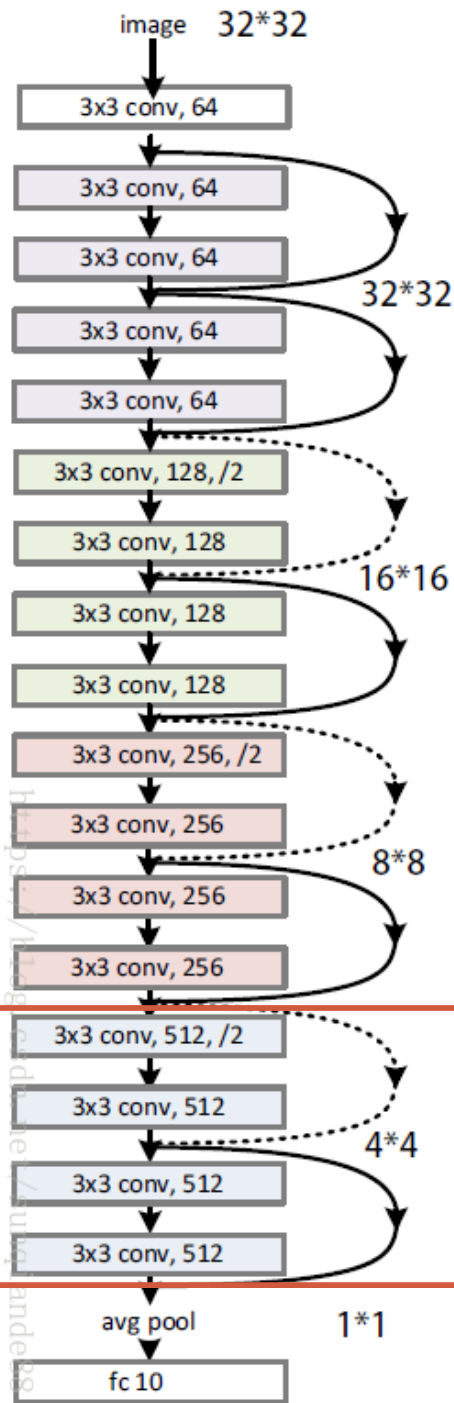 image 32*32
3x3 conv, 64
3x3 conv, 64
3x3 conv, 64
32*32
3x3 conv, 64
3x3 conv, 64
3x3 conv, 128, /2
3x3 conv, 128
16*16
3x3 conv, 128
3x3 conv, 128
3x3 conv, 256, /2
3x3 conv, 256
8*8
3x3 conv, 256
3x3 conv, 256
3x3 conv, 512, /2
3x3 conv, 512
4*4
3x3 conv, 512
3x3 conv, 512
avg pool 1*1
fc 10